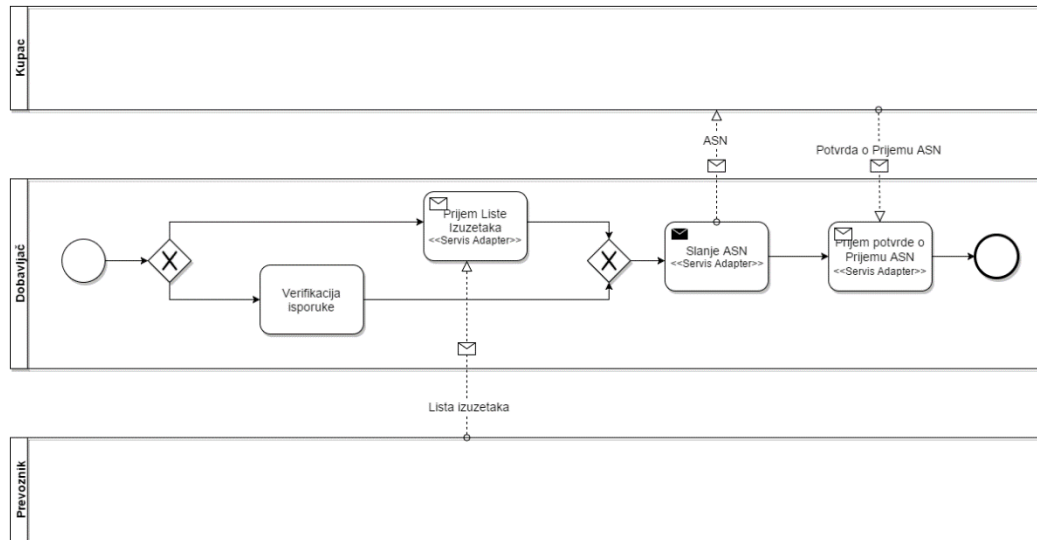 Kupac
ASN
Potvrda o Prijemu ASN
Dobavljač
Prijem Liste
Izuzetaka
<<Servis Adapter>>
Verifikacija
isporuke
Slanje ASN
<<Servis Adapter>>
Prijem potvrde o
Prijemu ASN
<<Servis Adapter>>
Lista izuzetaka
Prevoznik